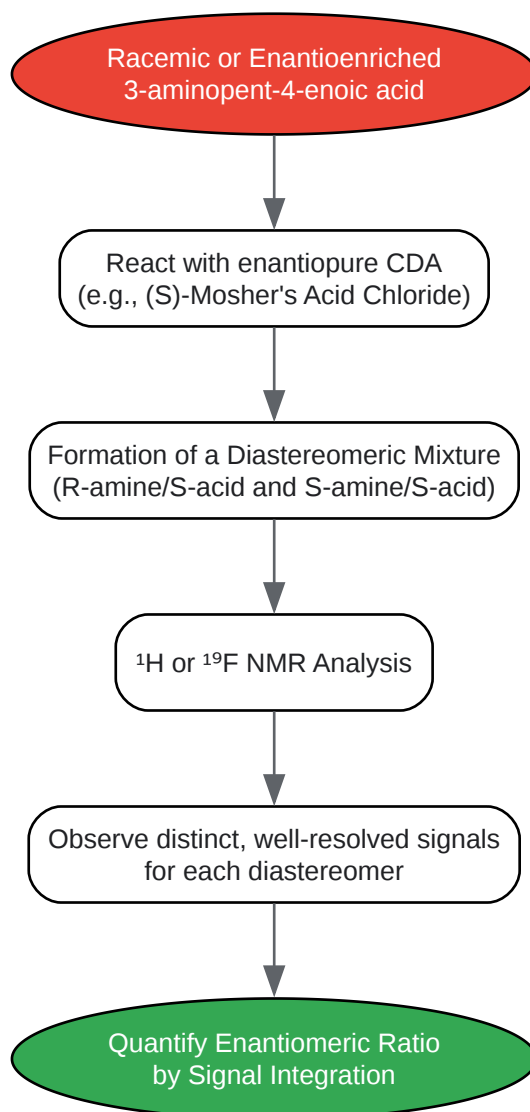 Racemic or Enantioenriched
3-aminopent-4-enoic acid
React with enantiopure CDA
(e.g., (S)-Mosher's Acid Chloride)
Formation of a Diastereomeric Mixture
(R-amine/S-acid and S-amine/S-acid)
¹H or ¹⁹F NMR Analysis
Observe distinct, well-resolved signals
for each diastereomer
Quantify Enantiomeric Ratio
by Signal Integration